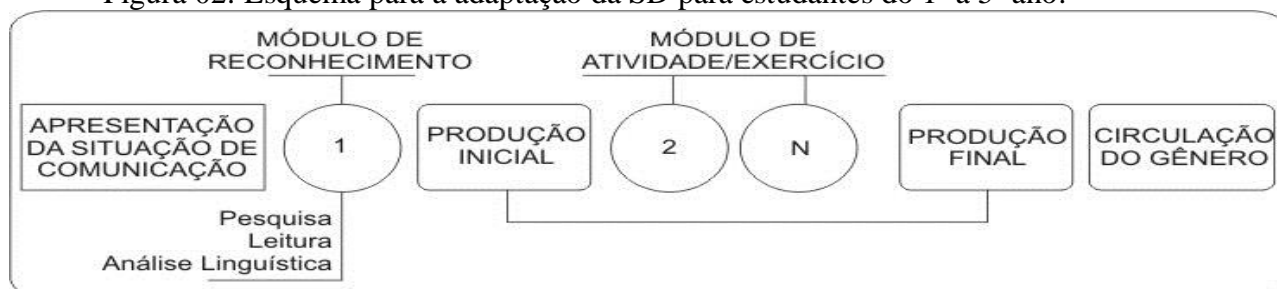 Figura 02: Esquema para a adaptação da SD para estudantes do 1º a 5º ano.
MÓDULO DE
RECONHECIMENTO
MÓDULO DE
ATIVIDADE/EXERCÍCIO
APRESENTAÇÃO
DA SITUAÇÃO DE
COMUNICAÇÃO
1
PRODUÇÃO
INICIAL
2
N
PRODUÇÃO
FINAL
CIRCULAÇÃO
DO GÊNERO
Pesquisa
Leitura
Análise Linguística